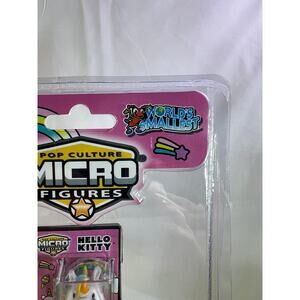 WORLD'S
SMALLEST
POP CULTURE
MICRO
FIGURES
MICRO
FIGURES
HELLO
KITTY